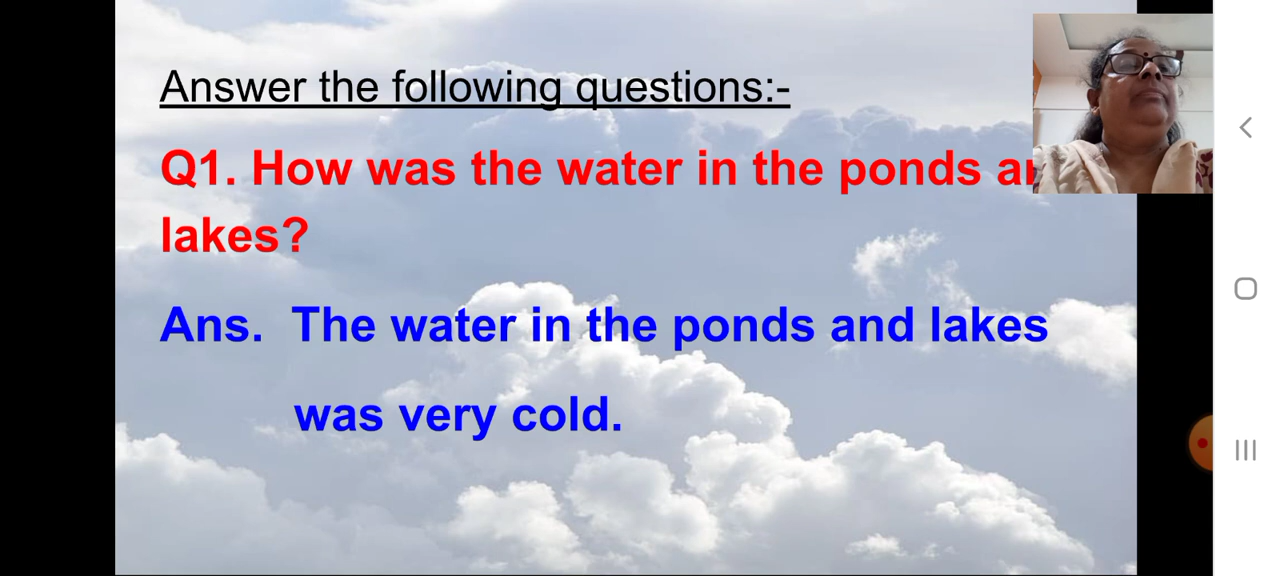 Answer the following questions:-
Q1. How was the water in the ponds
lakes?
Ans. The water in the ponds and lakes
was very cold.